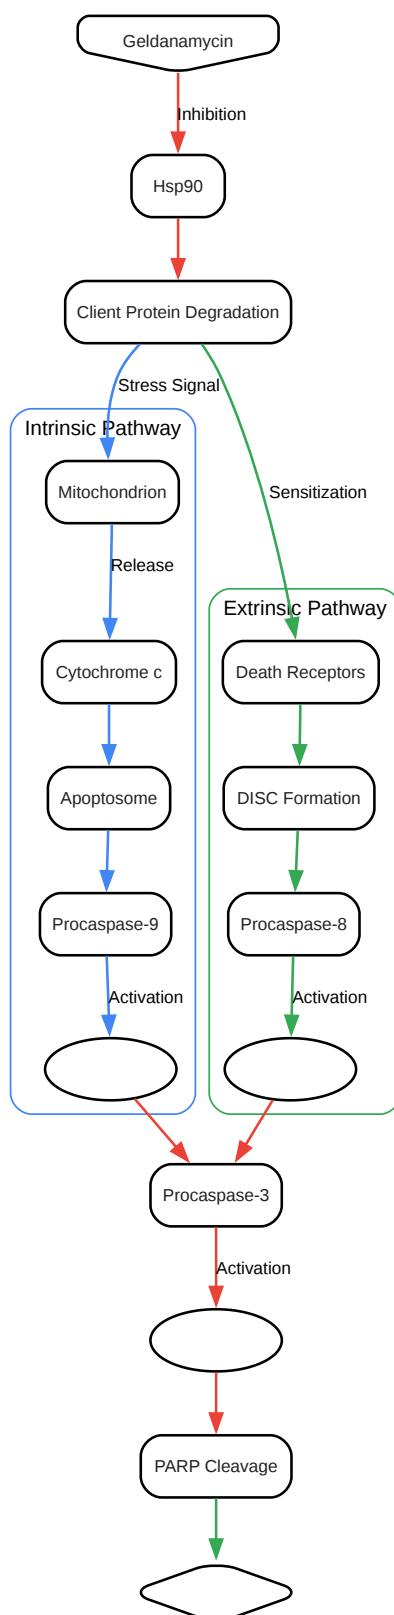 Geldanamycin
Inhibition
Hsp90
Client Protein Degradation
Stress Signal
Intrinsic Pathway
Mitochondrion
Sensitization
Release
Extrinsic Pathway
Cytochrome c
Death Receptors
Apoptosome
DISC Formation
Procaspase-9
Procaspase-8
Activation
Activation
Procaspase-3
Activation
PARP Cleavage